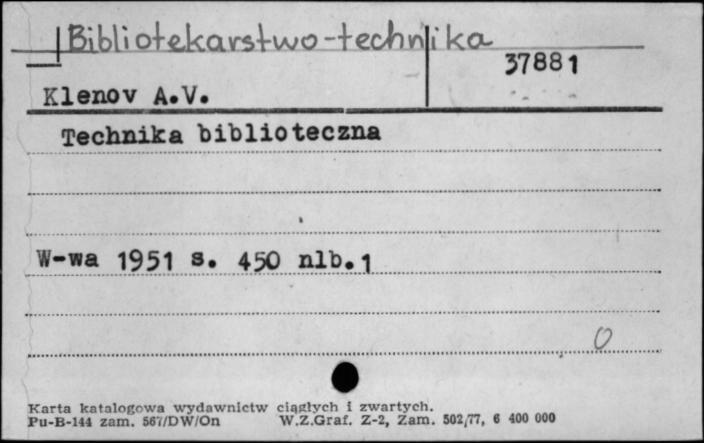 Bibliotekarstwo-technika
37881
Klenov A.V.
Technika biblioteczna
W-wa 1951 s. 450 nlb.1
0
Karta katalogowa wydawnictw ciągłych i zwartych.
Pu-B-144 zam. 567/DW/On W.Z.Graf. Z-2, Zam. 502/77, 6 400 000